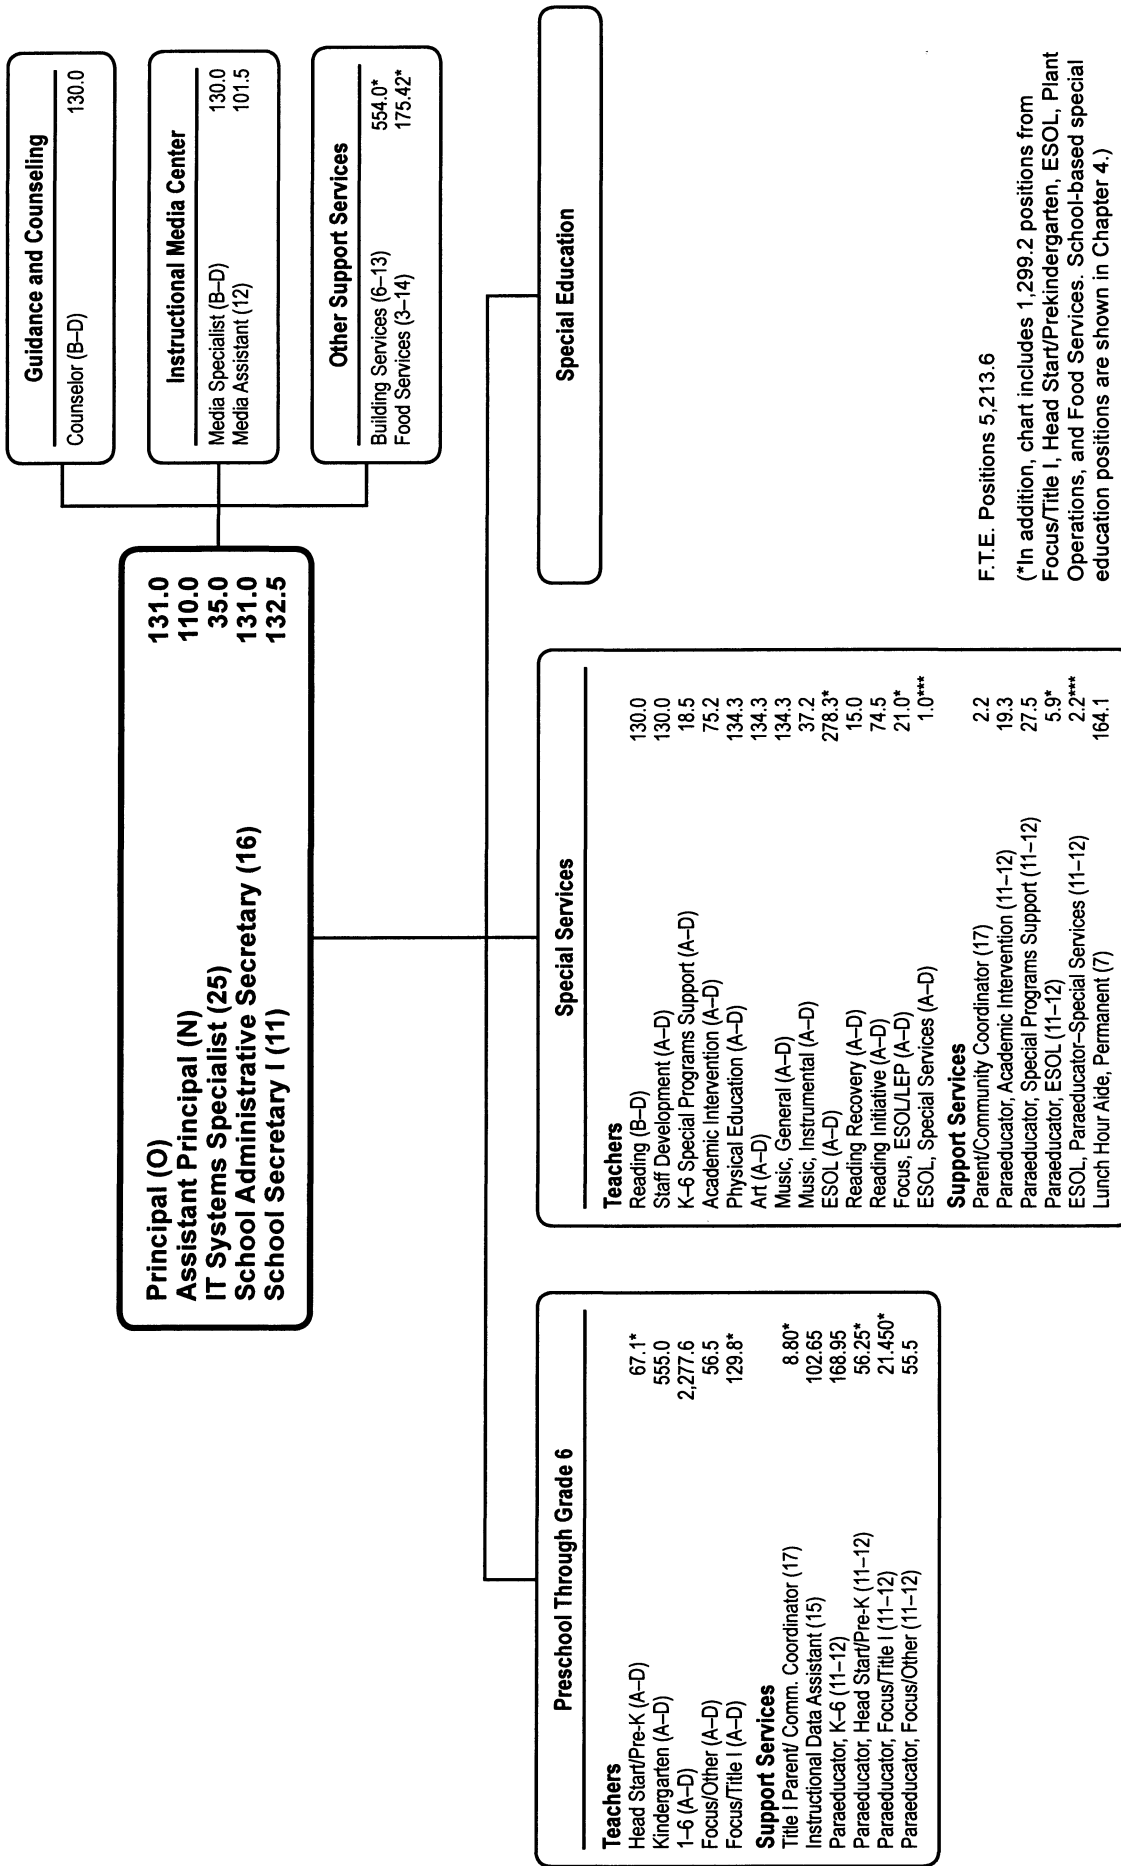 Principal (O) 131.0
Assistant Principal (N) 110.0
IT Systems Specialist (25) 35.0
School Administrative Secretary (16) 131.0
School Secretary I (11) 132.5
Guidance and Counseling
Counselor (B–D) 130.0
Instructional Media Center
Media Specialist (B–D) 130.0
Media Assistant (12) 101.5
Other Support Services
Building Services (6–13) 554.0*
Food Services (3–14) 175.42*
Preschool Through Grade 6
Teachers
Head Start/Pre-K (A–D) 67.1*
Kindergarten (A–D) 555.0
1–6 (A–D) 2,277.6
Focus/Other (A–D) 56.5
Focus/Title I (A–D) 129.8*
Support Services
Title I Parent/ Comm. Coordinator (17) 8.80*
Instructional Data Assistant (15) 102.65
Paraeducator, K–6 (11–12) 168.95
Paraeducator, Head Start/Pre-K (11–12) 56.25*
Paraeducator, Focus/Title I (11–12) 21.450*
Paraeducator, Focus/Other (11–12) 55.5
Special Services
Teachers
Reading (B–D) 130.0
Staff Development (A–D) 130.0
K–6 Special Programs Support (A–D) 18.5
Academic Intervention (A–D) 75.2
Physical Education (A–D) 134.3
Art (A–D) 134.3
Music, General (A–D) 134.3
Music, Instrumental (A–D) 37.2
ESOL (A–D) 278.3*
Reading Recovery (A–D) 15.0
Reading Initiative (A–D) 74.5
Focus, ESOL/LEP (A–D) 21.0*
ESOL, Special Services (A–D) 1.0***
Support Services
Parent/Community Coordinator (17) 2.2
Paraeducator, Academic Intervention (11–12) 19.3
Paraeducator, Special Programs Support (11–12) 27.5
Paraeducator, ESOL (11–12) 5.9*
ESOL, Paraeducator–Special Services (11–12) 2.2***
Lunch Hour Aide, Permanent (7) 164.1
Special Education
F.T.E. Positions 5,213.6
(*In addition, chart includes 1,299.2 positions from
Focus/Title I, Head Start/Prekindergarten, ESOL, Plant
Operations, and Food Services. School-based special
education positions are shown in Chapter 4.)